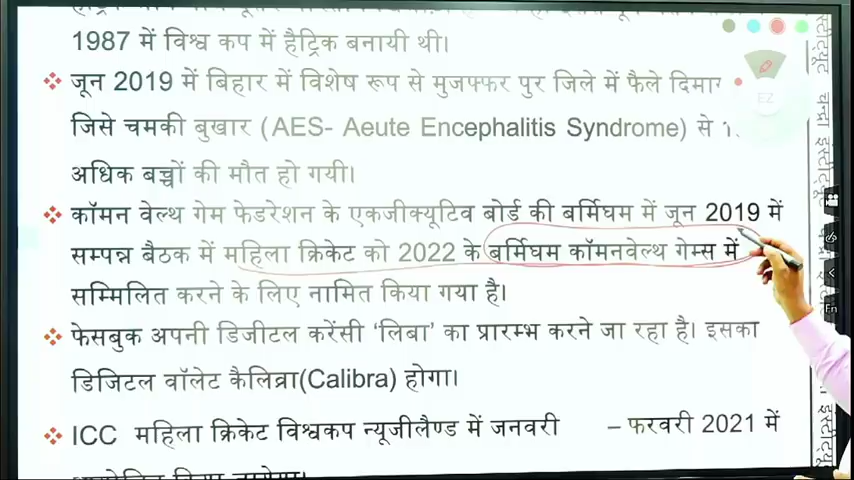 1987 में विश्व कप में हैट्रिक बनायी थी।
जून 2019 में बिहार में विशेष रूप से मुजफ्फर पुर जिले में फैले
EZ
जिसे चमकी बुखार (AES- Aeute Encephalitis Syndrome) से
अधिक बच्चों की मौत हो गयी।
कॉमन वेल्थ गेम फेडरेशन के एकजीक्यूटिव बोर्ड की बर्मिघम में जून 2019 में
सम्पन्न बैठक में महिला क्रिकेट को 2022 के बर्मिघम कॉमनवेल्थ गेम्स में
सम्मिलित करने के लिए नामित किया गया है।
फेसबुक अपनी डिजीटल करेंसी ‘लिब्रा’ का प्रारम्भ करने जा रहा है। इसका
डिजिटल वॉलेट कैलिब्रा(Calibra) होगा।
ICC महिला क्रिकेट विश्वकप न्यूजीलैण्ड में जनवरी – फरवरी 2021 में